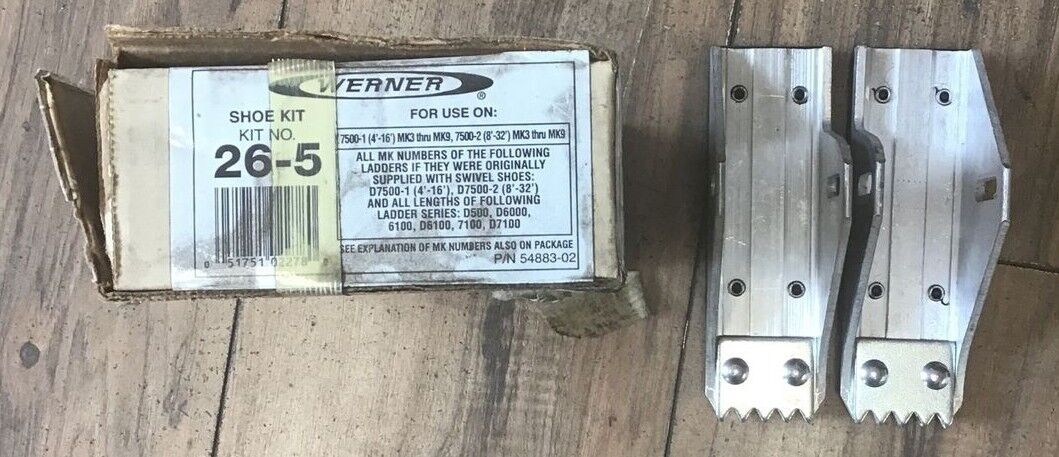 WERNER®
SHOE KIT
KIT NO.
26-5
FOR USE ON:
7500-1 (4'-16') MK3 thru MK9, 7500-2 (8'-32') MK3 thru MK9
ALL MK NUMBERS OF THE FOLLOWING
LADDERS IF THEY WERE ORIGINALLY
SUPPLIED WITH SWIVEL SHOES:
D7500-1 (4'-16'), D7500-2 (8'-32')
AND ALL LENGTHS OF FOLLOWING
LADDER SERIES: D500, D6000,
6100, D6100, 7100, D7100
SEE EXPLANATION OF MK NUMBERS ALSO ON PACKAGE
P/N 54883-02
0 51751 02278